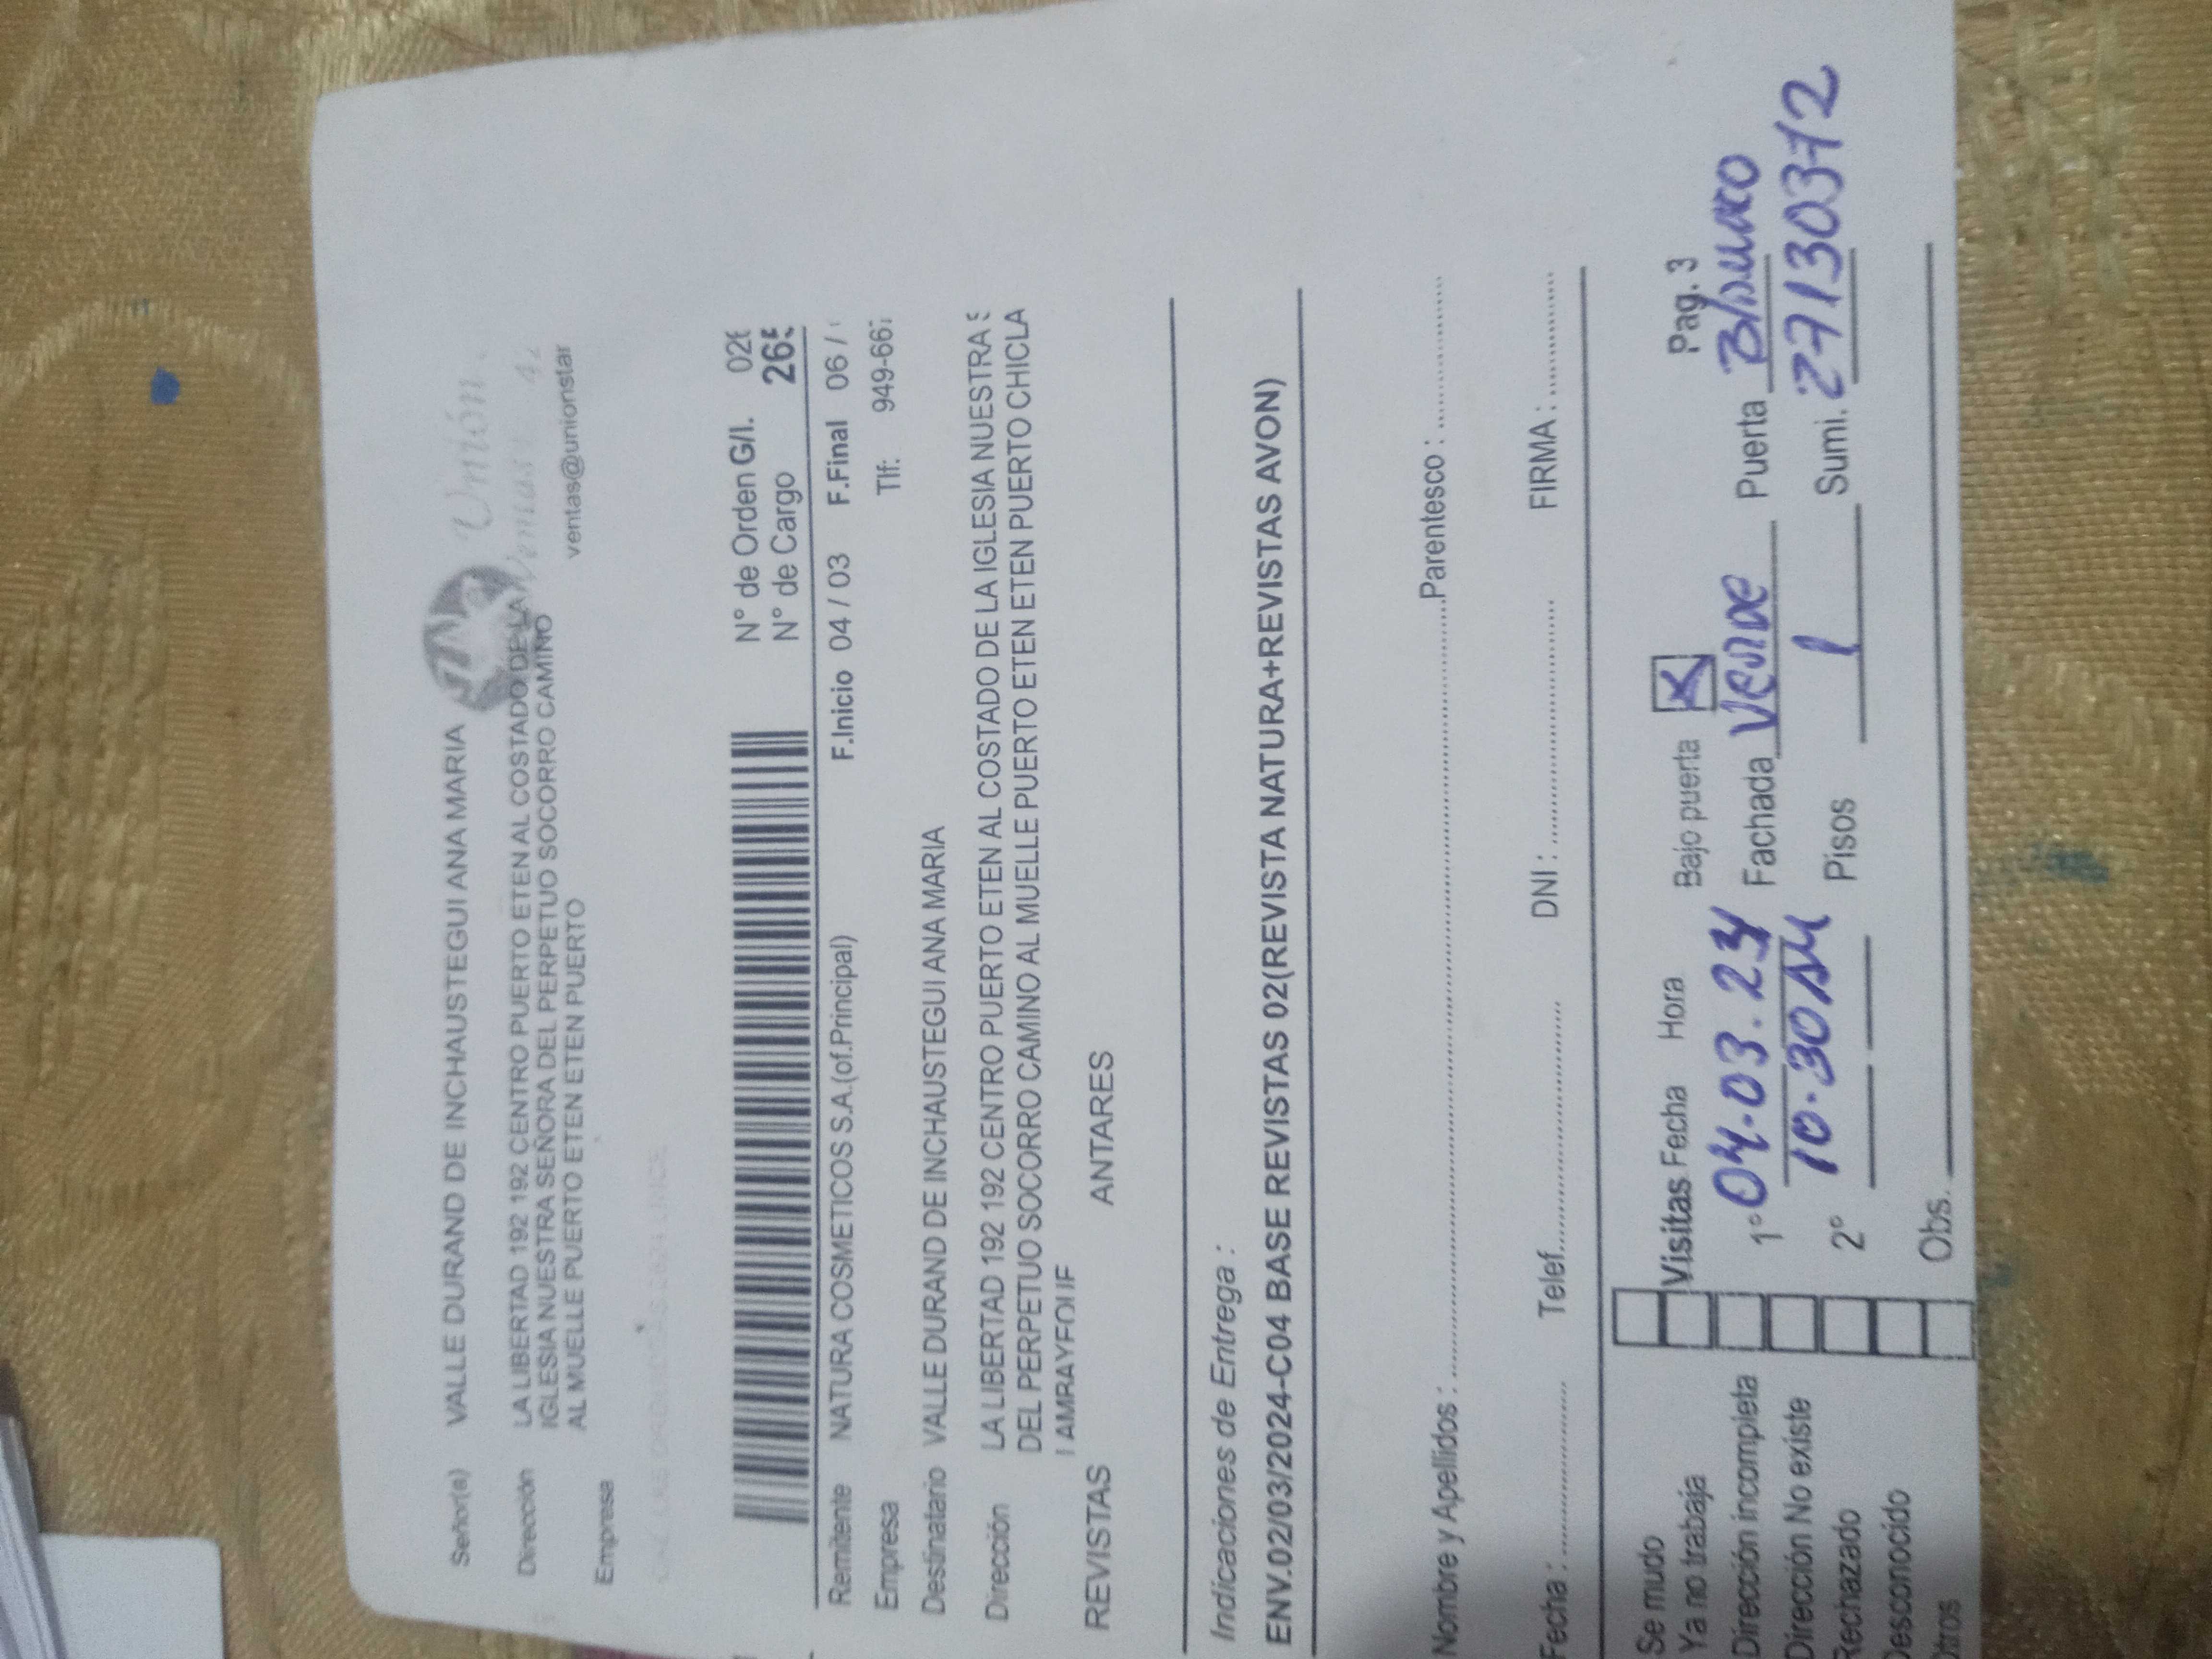 Unión
ventas@unionstar
Señor(a) VALLE DURAND DE INCHAUSTEGUI ANA MARIA
Dirección LA LIBERTAD 192 192 CENTRO PUERTO ETEN AL COSTADO DE LA
IGLESIA NUESTRA SEÑORA DEL PERPETUO SOCORRO CAMINO
AL MUELLE PUERTO ETEN ETEN PUERTO
Empresa
N° de Orden G/I. 026
N° de Cargo 265
Remitente NATURA COSMETICOS S.A.(of.Principal) F.Inicio 04 / 03 F.Final 06 /
Empresa Tlf: 949-667
Destinatario VALLE DURAND DE INCHAUSTEGUI ANA MARIA
Dirección LA LIBERTAD 192 192 CENTRO PUERTO ETEN AL COSTADO DE LA IGLESIA NUESTRA S
DEL PERPETUO SOCORRO CAMINO AL MUELLE PUERTO ETEN ETEN PUERTO CHICLA
REVISTAS ANTARES
Indicaciones de Entrega :
ENV.02/03/2024-C04 BASE REVISTAS 02(REVISTA NATURA+REVISTAS AVON)
Nombre y Apellidos : Parentesco :
Fecha : Telef. DNI : FIRMA :
Pag. 3
Se mudo
Ya no trabaja Visitas Fecha Hora Bajo puerta X
Dirección incompleta 1° 04.03.24 Fachada Verde Puerta Blanco
Dirección No existe 10.30 AM
Rechazado 2° Pisos 1 Sumi. 27130372
Desconocido
Otros Obs.